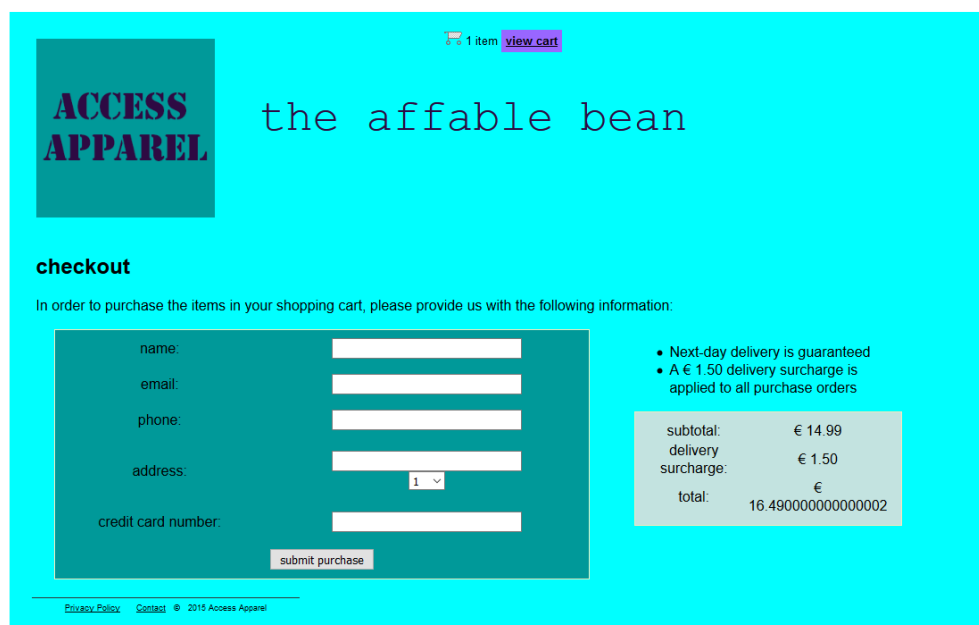 1 item view cart
ACCESS
APPAREL
the affable bean
checkout
In order to purchase the items in your shopping cart, please provide us with the following information:
name:
email:
phone:
address:
1
credit card number:
submit purchase
• Next-day delivery is guaranteed
• A € 1.50 delivery surcharge is
applied to all purchase orders
subtotal: € 14.99
delivery
surcharge: € 1.50
total: €
16.490000000000002
Privacy Policy Contact © 2015 Access Apparel